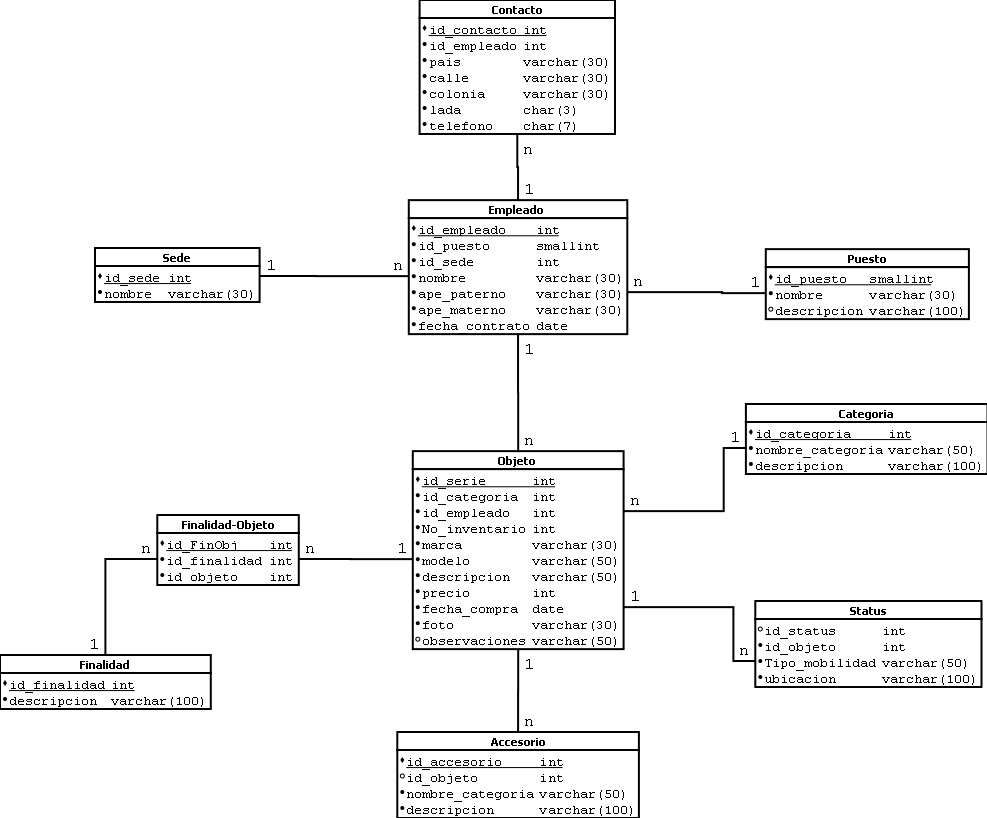 Contacto
id_contacto int
id_empleado int
pais varchar(30)
calle varchar(30)
colonia varchar(30)
lada char(3)
telefono char(7)
n
1
Empleado
id_empleado int
id_puesto smallint
id_sede int
nombre varchar(30)
ape_paterno varchar(30)
ape_materno varchar(30)
fecha_contrato date
Sede
id_sede int
nombre varchar(30)
1
n
n
1
Puesto
id_puesto smallint
nombre varchar(30)
descripcion varchar(100)
1
n
Categoria
id_categoria int
nombre_categoria varchar(50)
descripcion varchar(100)
1
n
Objeto
id_serie int
id_categoria int
id_empleado int
No_inventario int
marca varchar(30)
modelo varchar(50)
descripcion varchar(50)
precio int
fecha_compra date
foto varchar(30)
observaciones varchar(50)
Finalidad-Objeto
id_FinObj int
id_finalidad int
id_objeto int
n
n
1
1
Finalidad
id_finalidad int
descripcion varchar(100)
1
n
Status
id_status int
id_objeto int
Tipo_mobilidad varchar(50)
ubicacion varchar(100)
1
n
Accesorio
id_accesorio int
id_objeto int
nombre_categoria varchar(50)
descripcion varchar(100)